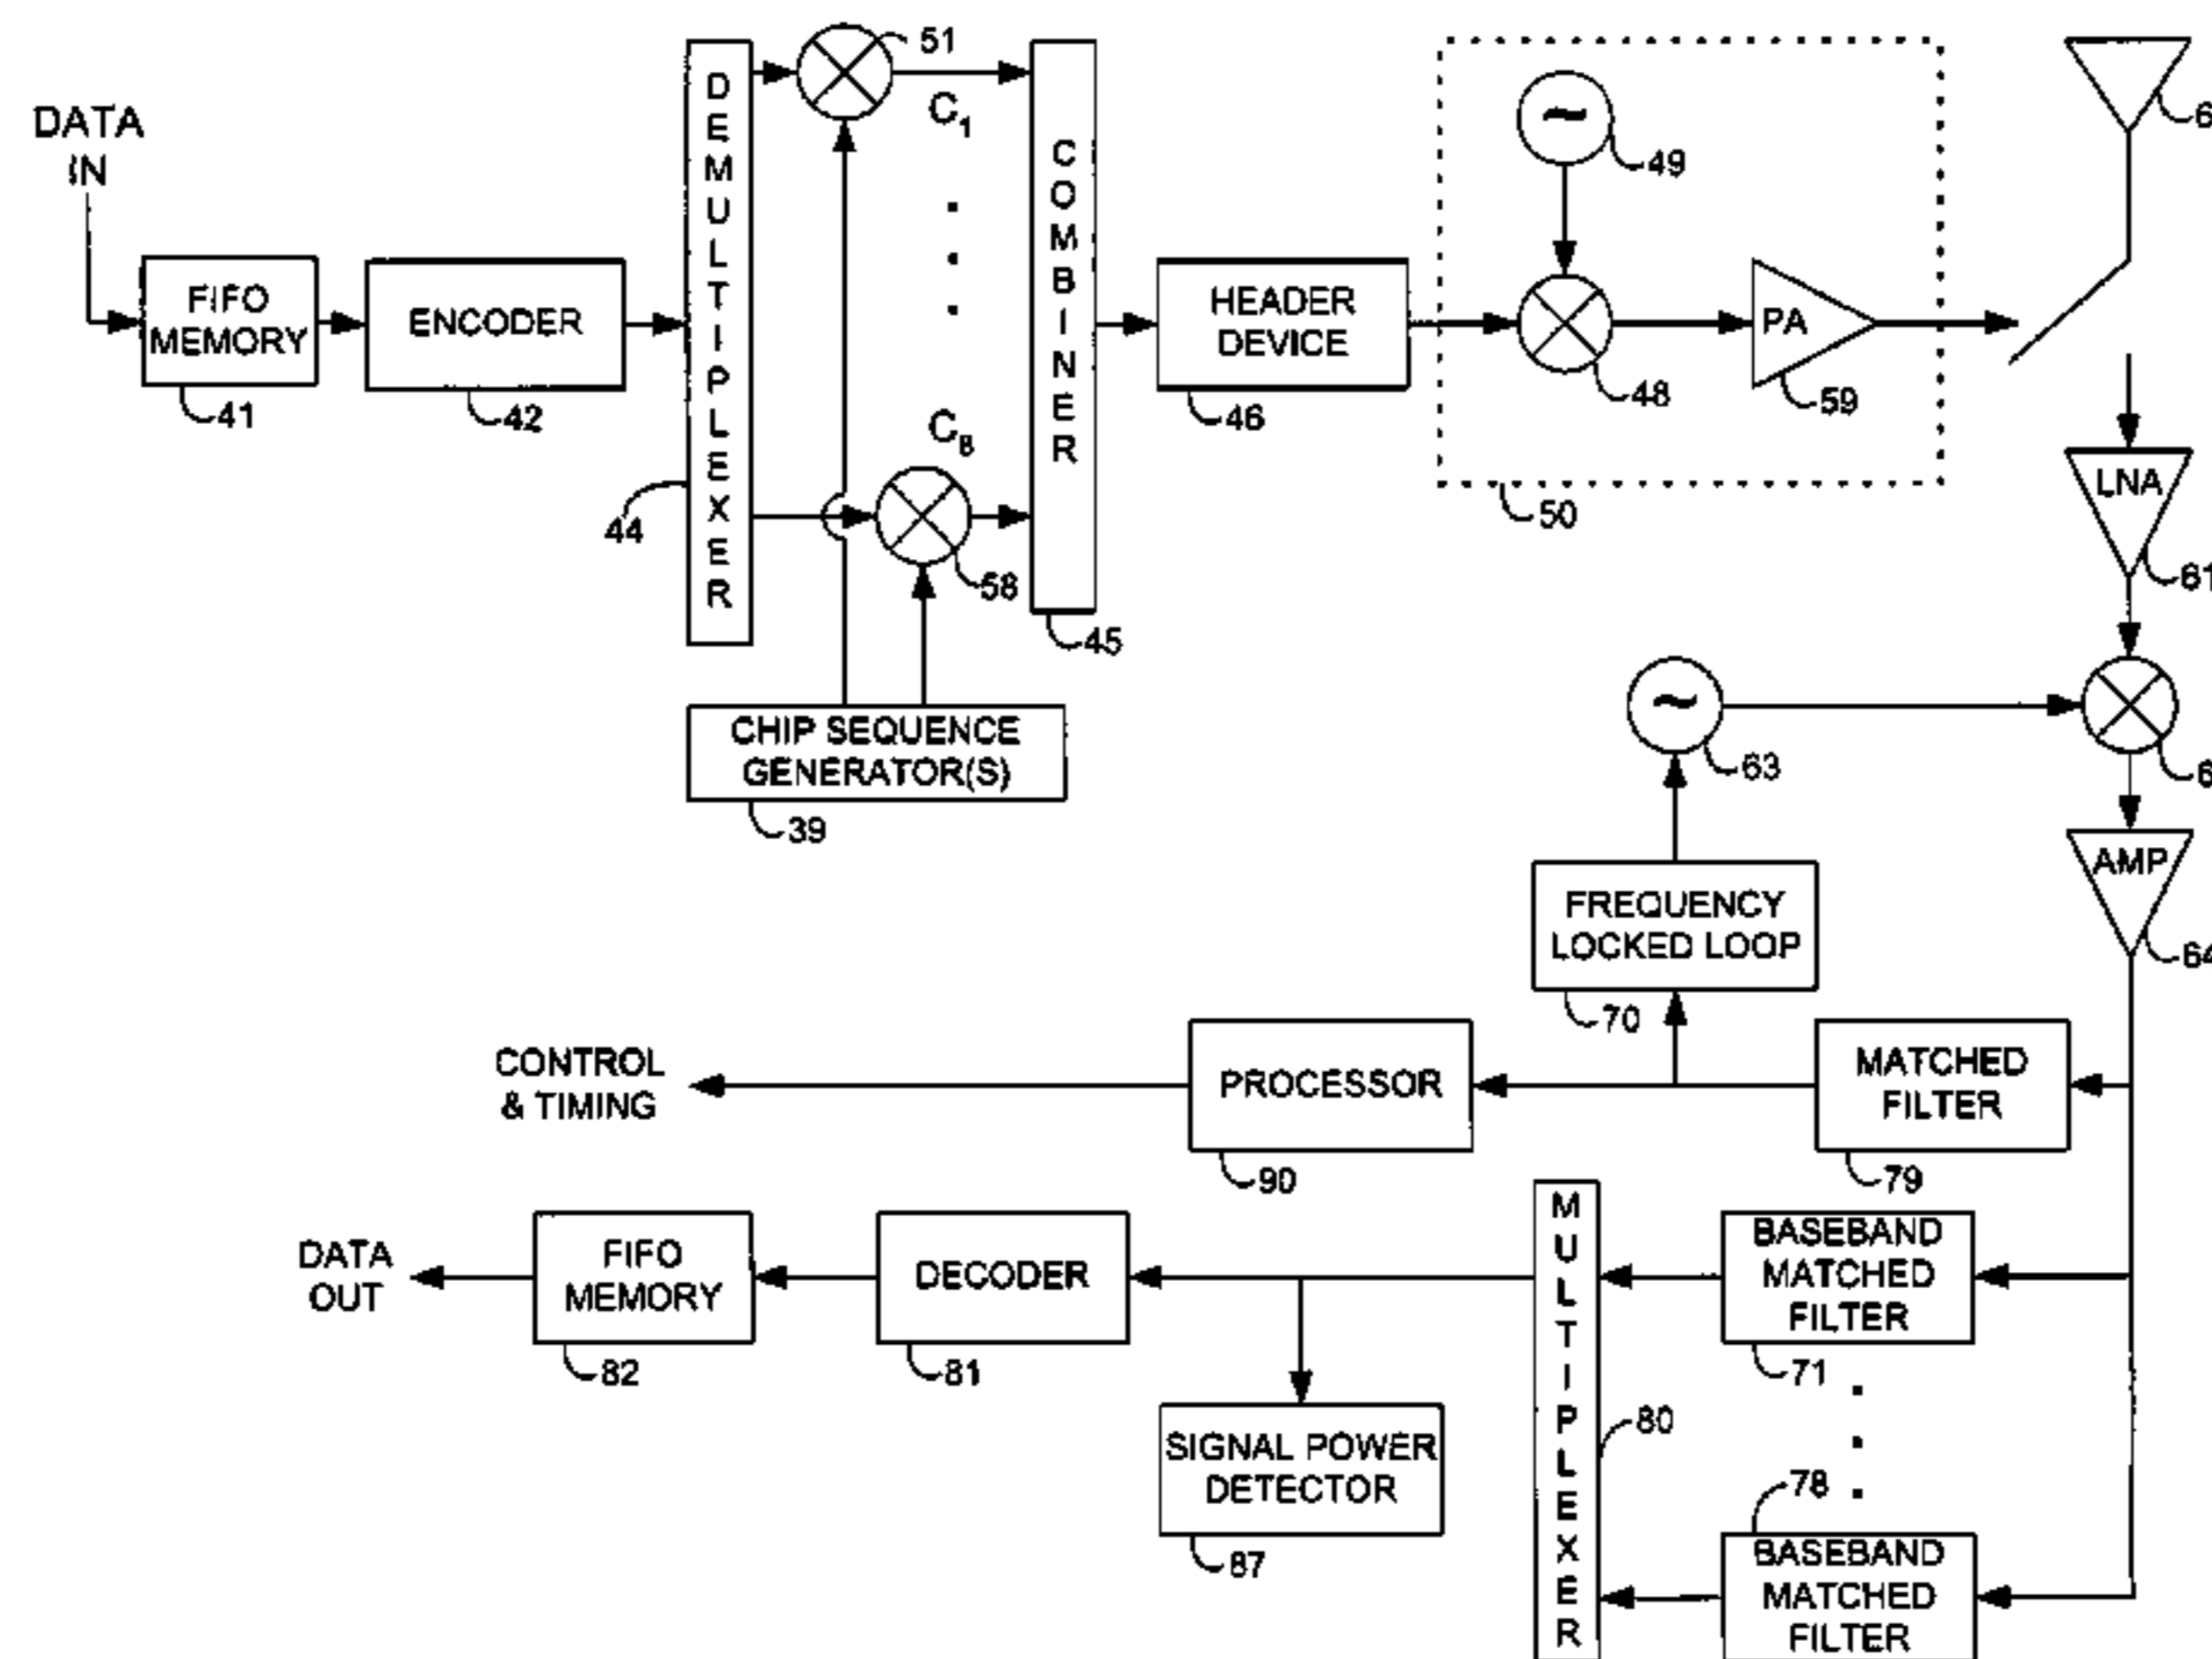 DATA
IN
FIFO
MEMORY
41
ENCODER
42
DEMULTIPLEXER
44
51
C1
C8
58
COMBINER
45
CHIP SEQUENCE
GENERATOR(S)
39
HEADER
DEVICE
46
49
48
PA
59
50
LNA
61
63
AMP
64
FREQUENCY
LOCKED LOOP
70
MATCHED
FILTER
79
PROCESSOR
90
CONTROL
& TIMING
BASEBAND
MATCHED
FILTER
71
78
BASEBAND
MATCHED
FILTER
MULTIPLEXER
80
SIGNAL POWER
DETECTOR
87
DECODER
81
FIFO
MEMORY
82
DATA
OUT